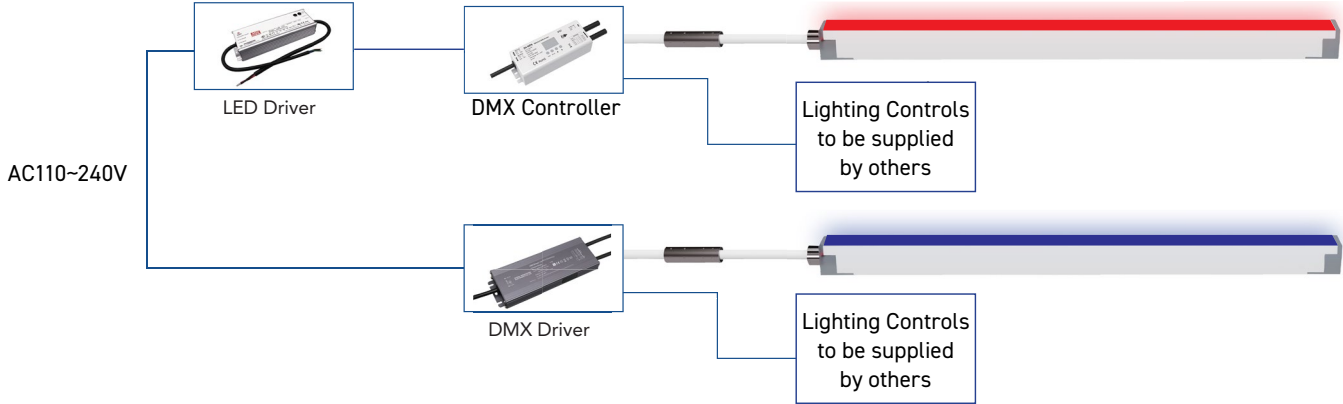 LED Driver
DMX Controller
Lighting Controls
to be supplied
by others
AC110~240V
DMX Driver
Lighting Controls
to be supplied
by others